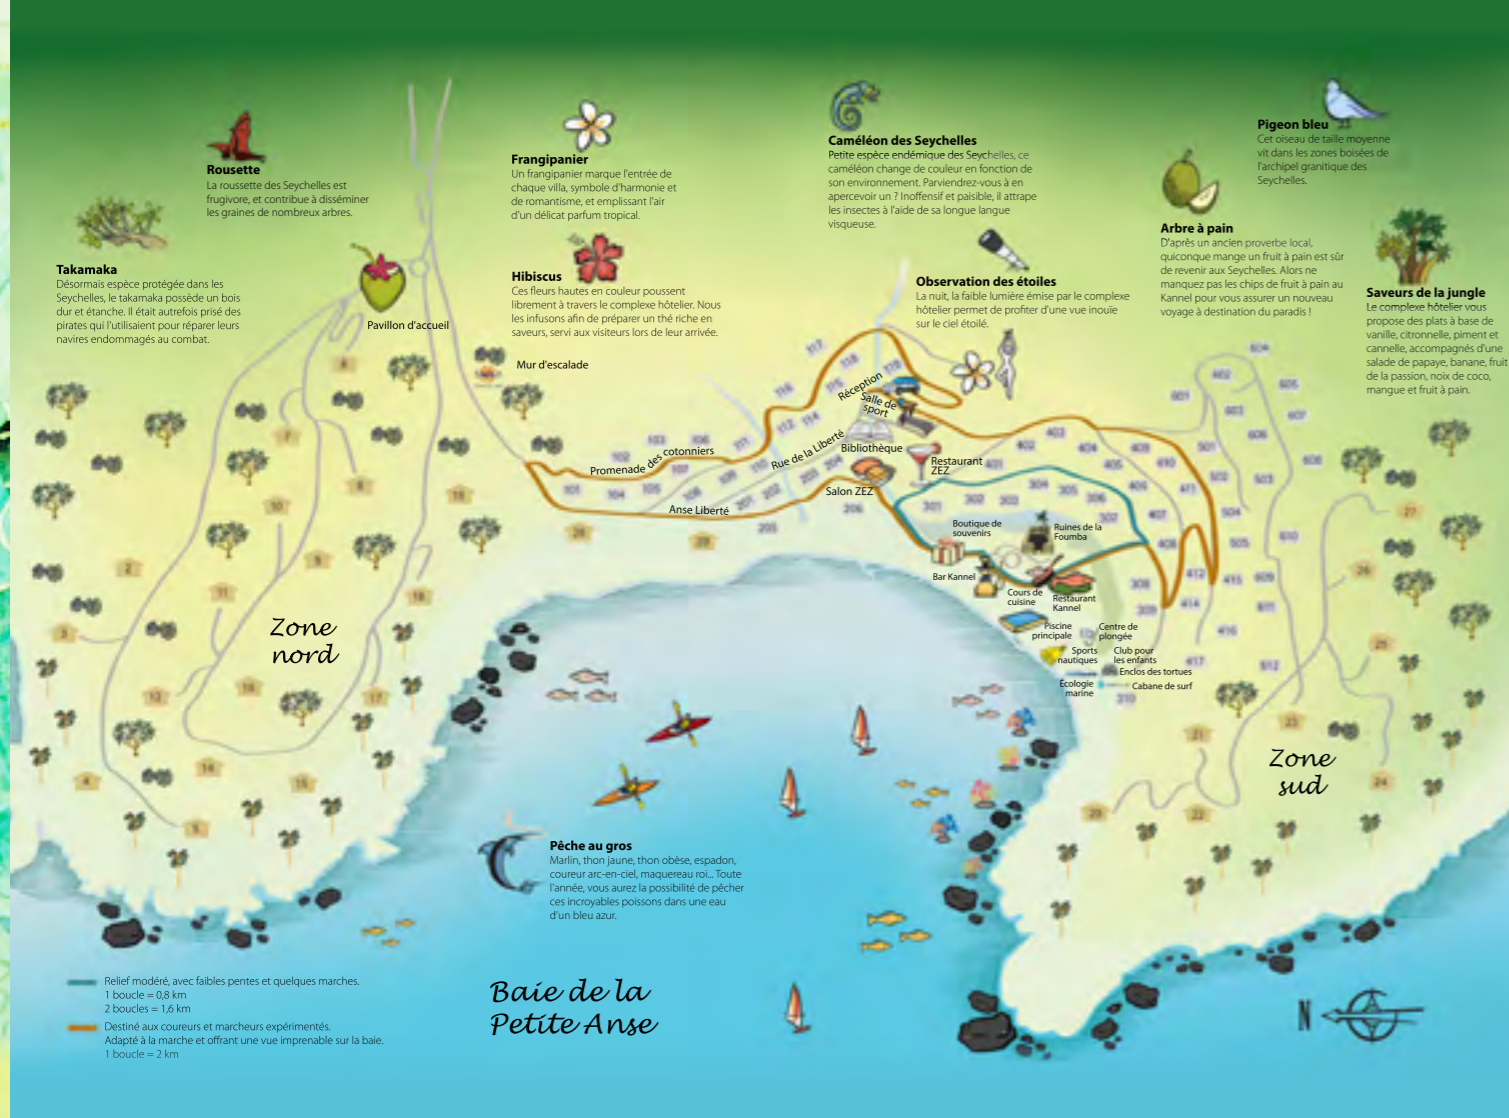 Rousette
La roussette des Seychelles est
frugivore, et contribue à disséminer
les graines de nombreux arbres.
Takamaka
Désormais espèce protégée dans les
Seychelles, le takamaka possède un bois
dur et étanche. Il était autrefois prisé des
pirates qui l'utilisaient pour réparer leurs
navires endommagés au combat.
Pavillon d'accueil
Frangipanier
Un frangipanier marque l'entrée de
chaque villa, symbole d'harmonie et
de romantisme, et emplissant l'air
d'un délicat parfum tropical.
Hibiscus
Ces fleurs hautes en couleur poussent
librement à travers le complexe hôtelier. Nous
les infusons afin de préparer un thé riche en
saveurs, servi aux visiteurs lors de leur arrivée.
Mur d'escalade
Caméléon des Seychelles
Petite espèce endémique des Seychelles, ce
caméléon change de couleur en fonction de
son environnement. Parviendrez-vous à en
apercevoir un ? Inoffensif et paisible, il attrape
les insectes à l'aide de sa longue langue
visqueuse.
Observation des étoiles
La nuit, la faible lumière émise par le complexe
hôtelier permet de profiter d'une vue inouïe
sur le ciel étoilé.
Pigeon bleu
Cet oiseau de taille moyenne
vit dans les zones boisées de
l'archipel granitique des
Seychelles.
Arbre à pain
D'après un ancien proverbe local,
quiconque mange un fruit à pain est sûr
de revenir aux Seychelles. Alors ne
manquez pas les chips de fruit à pain au
Kannel pour vous assurer un nouveau
voyage à destination du paradis !
Saveurs de la jungle
Le complexe hôtelier vous
propose des plats à base de
vanille, citronnelle, piment et
cannelle, accompagnés d'une
salade de papaye, banane, fruit
de la passion, noix de coco,
mangue et fruit à pain.
Réception
Salle de
sport
Bibliothèque
Restaurant
ZEZ
Salon ZEZ
Promenade des cotonniers
Rue de la Liberté
Anse Liberté
Boutique de
souvenirs
Ruines de la
Foumba
Bar Kannel
Cours de
cuisine
Restaurant
Kannel
Piscine
principale
Centre de
plongée
Sports
nautiques
Club pour
les enfants
Enclos des tortues
Écologie
marine
Cabane de surf
Zone
nord
Zone
sud
Pêche au gros
Marlin, thon jaune, thon obèse, espadon,
coureur arc-en-ciel, maquereau roi... Toute
l'année, vous aurez la possibilité de pêcher
ces incroyables poissons dans une eau
d'un bleu azur.
Baie de la
Petite Anse
Relief modéré, avec faibles pentes et quelques marches.
1 boucle = 0,8 km
2 boucles = 1,6 km
Destiné aux coureurs et marcheurs expérimentés.
Adapté à la marche et offrant une vue imprenable sur la baie.
1 boucle = 2 km
N